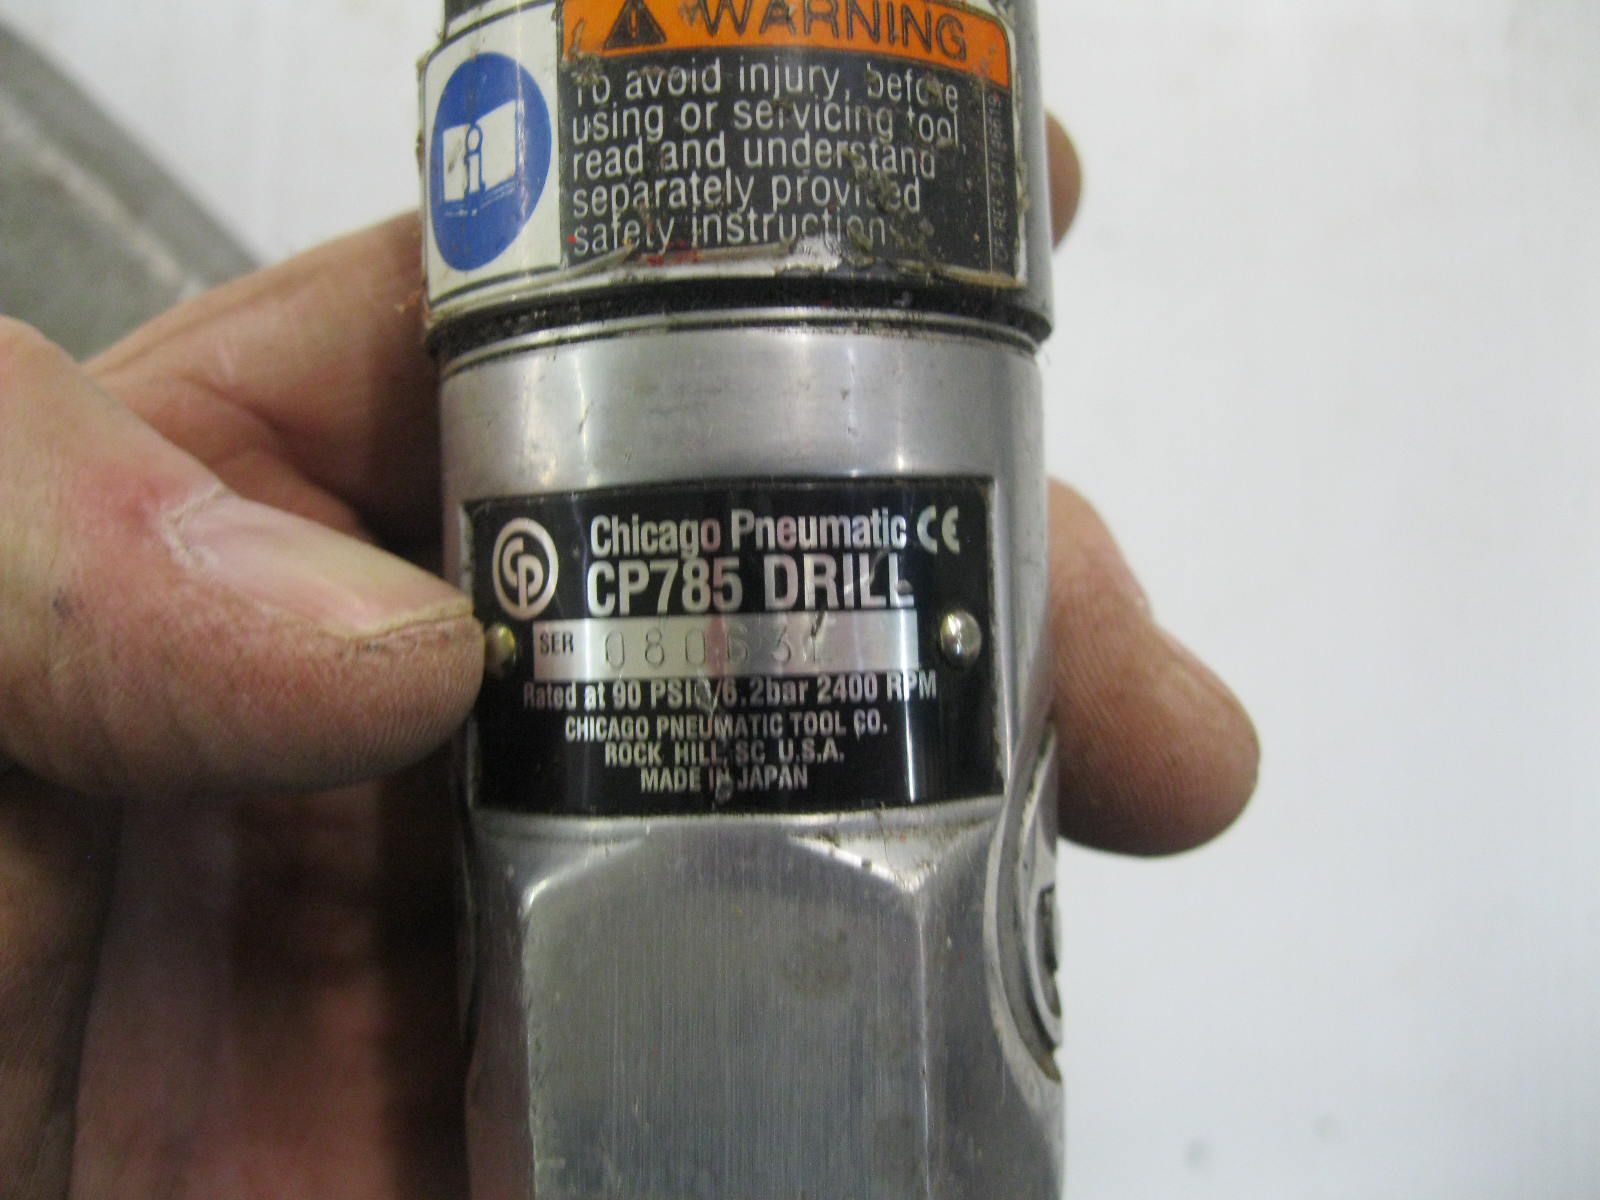 WARNING
To avoid injury, before
using or servicing tool
read and understand
separately provided
safety instructions
CP
Chicago Pneumatic CE
CP785 DRILL
SER
Rated at 90 PSIG/6.2bar 2400 RPM
CHICAGO PNEUMATIC TOOL CO.
ROCK HILL, SC U.S.A.
MADE IN JAPAN